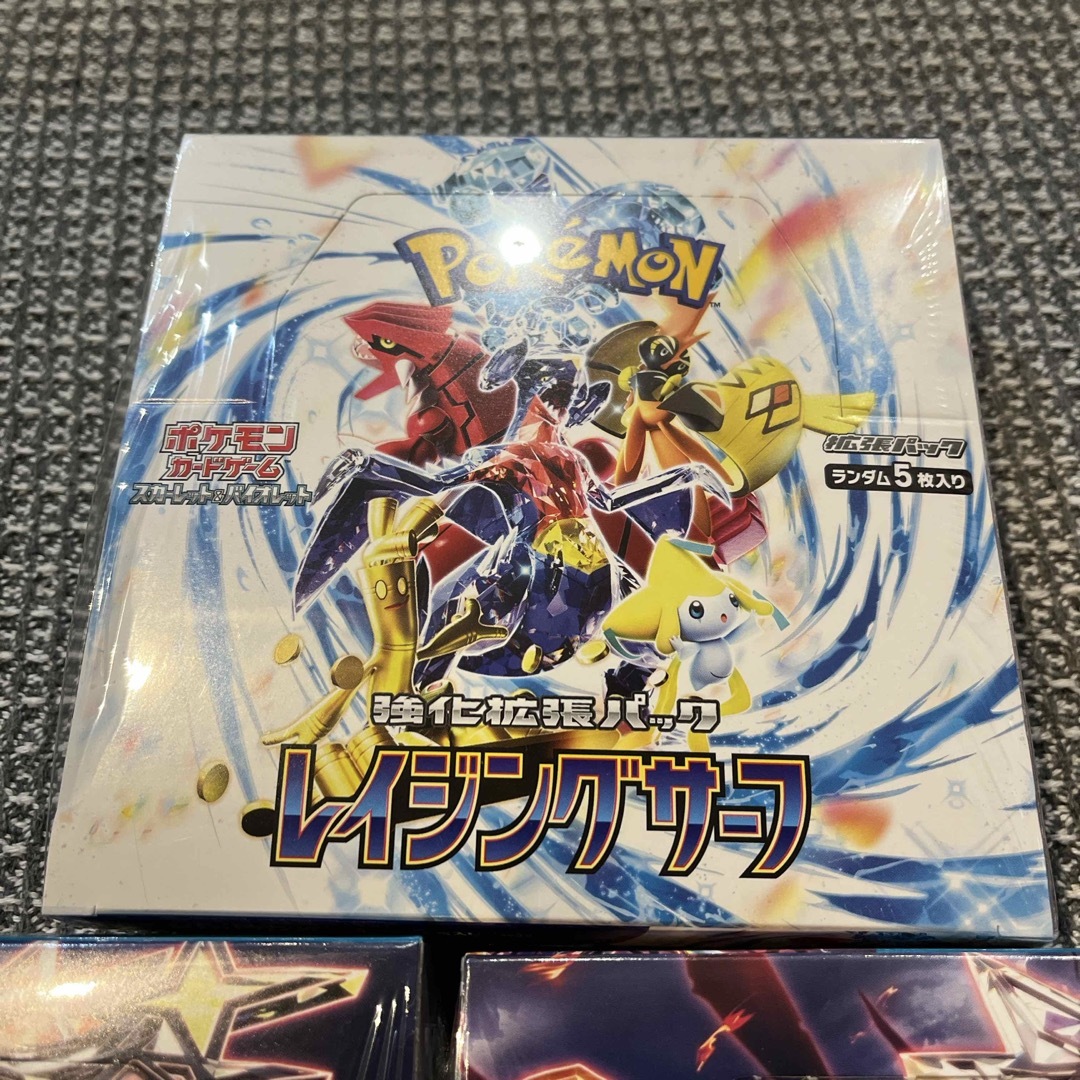 POKéMON
TM
ポケモン
カードゲーム
スカーレット&バイオレット
拡張パック
ランダム5枚入り
強化拡張パック
レイジングサーフ